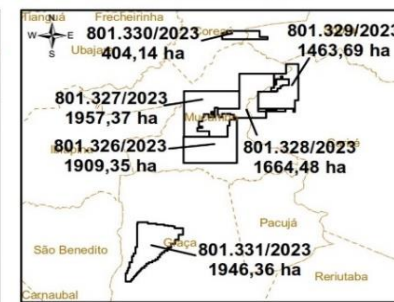 Tianguá
Frecheirinha
N
W E
S
801.330/2023
404,14 ha
Coreaú
801.329/2023
1463,69 ha
Ubaja
801.327/2023
1957,37 ha
801.326/2023
1909,35 ha
801.328/2023
1664,48 ha
Pacujá
São Benedito
Graça
801.331/2023
1946,36 ha
Reriutaba
Carnaubal